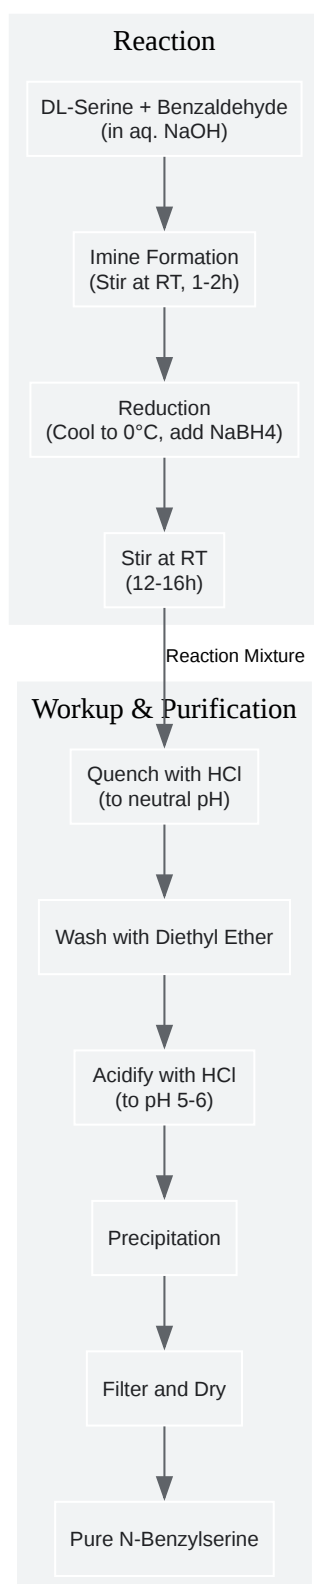 Reaction
DL-Serine + Benzaldehyde
(in aq. NaOH)
Imine Formation
(Stir at RT, 1-2h)
Reduction
(Cool to 0°C, add NaBH4)
Stir at RT
(12-16h)
Reaction Mixture
Workup & Purification
Quench with HCl
(to neutral pH)
Wash with Diethyl Ether
Acidify with HCl
(to pH 5-6)
Precipitation
Filter and Dry
Pure N-Benzylserine